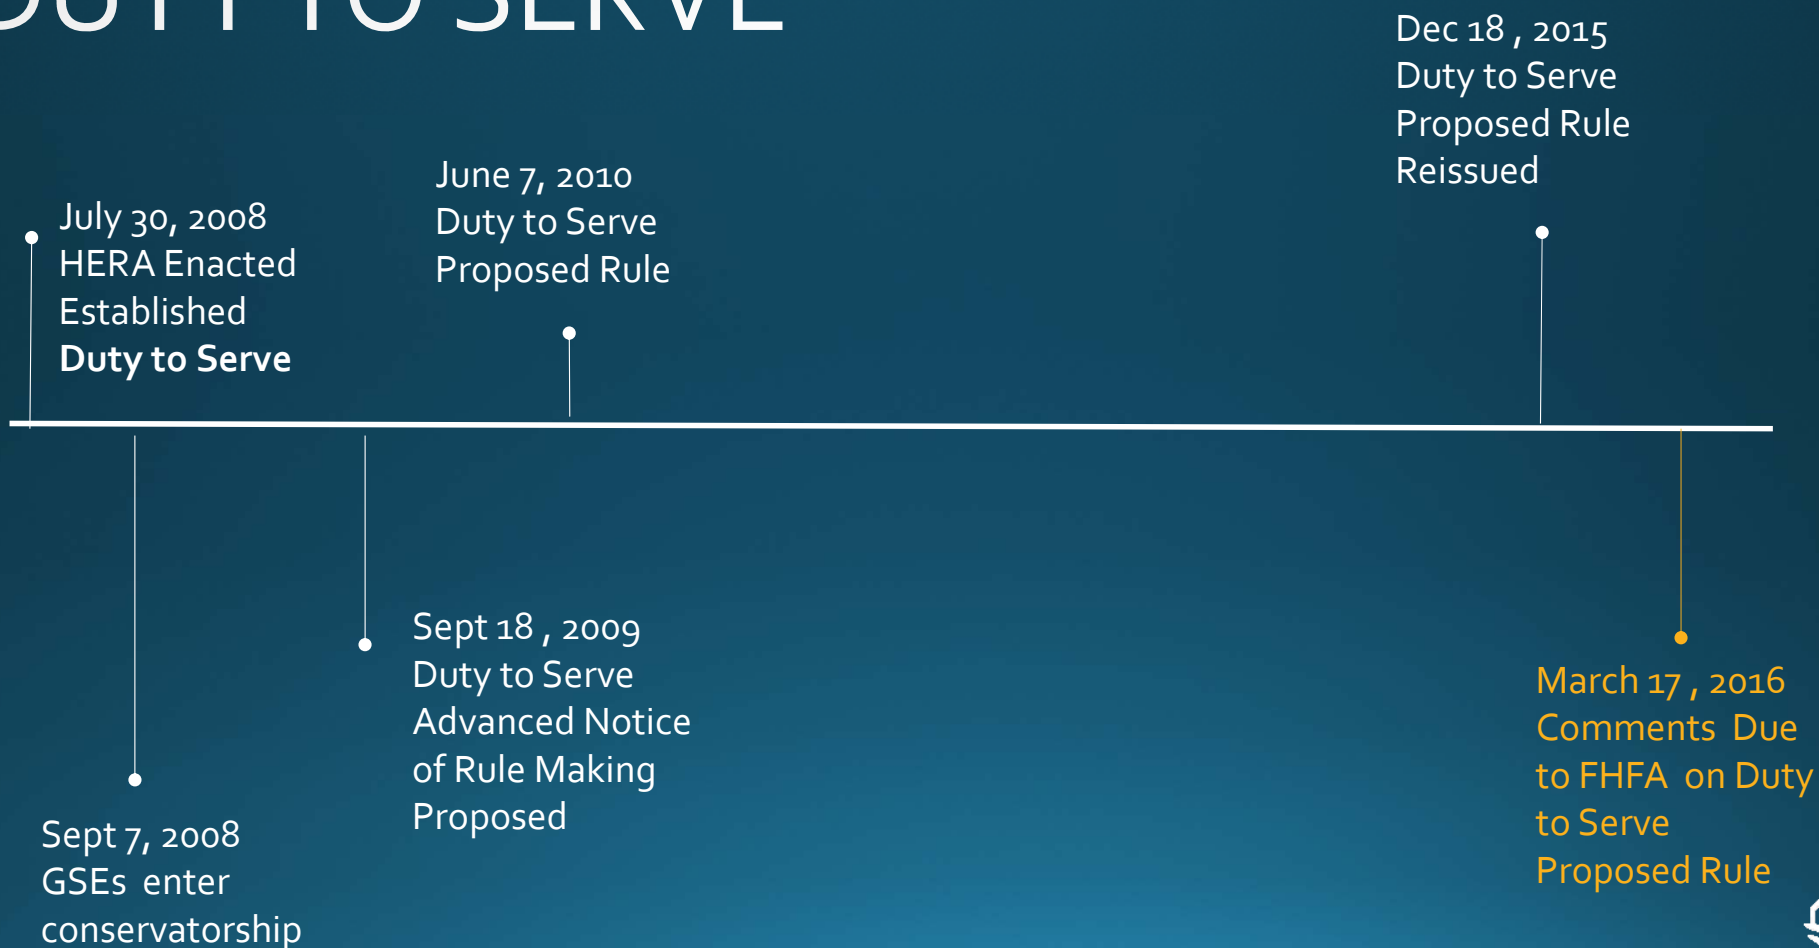 DUTY TO SERVE
July 30, 2008
HERA Enacted
Established
Duty to Serve
Sept 7, 2008
GSEs enter
conservatorship
Sept 18 , 2009
Duty to Serve
Advanced Notice
of Rule Making
Proposed
June 7, 2010
Duty to Serve
Proposed Rule
Dec 18 , 2015
Duty to Serve
Proposed Rule
Reissued
March 17 , 2016
Comments Due
to FHFA on Duty
to Serve
Proposed Rule